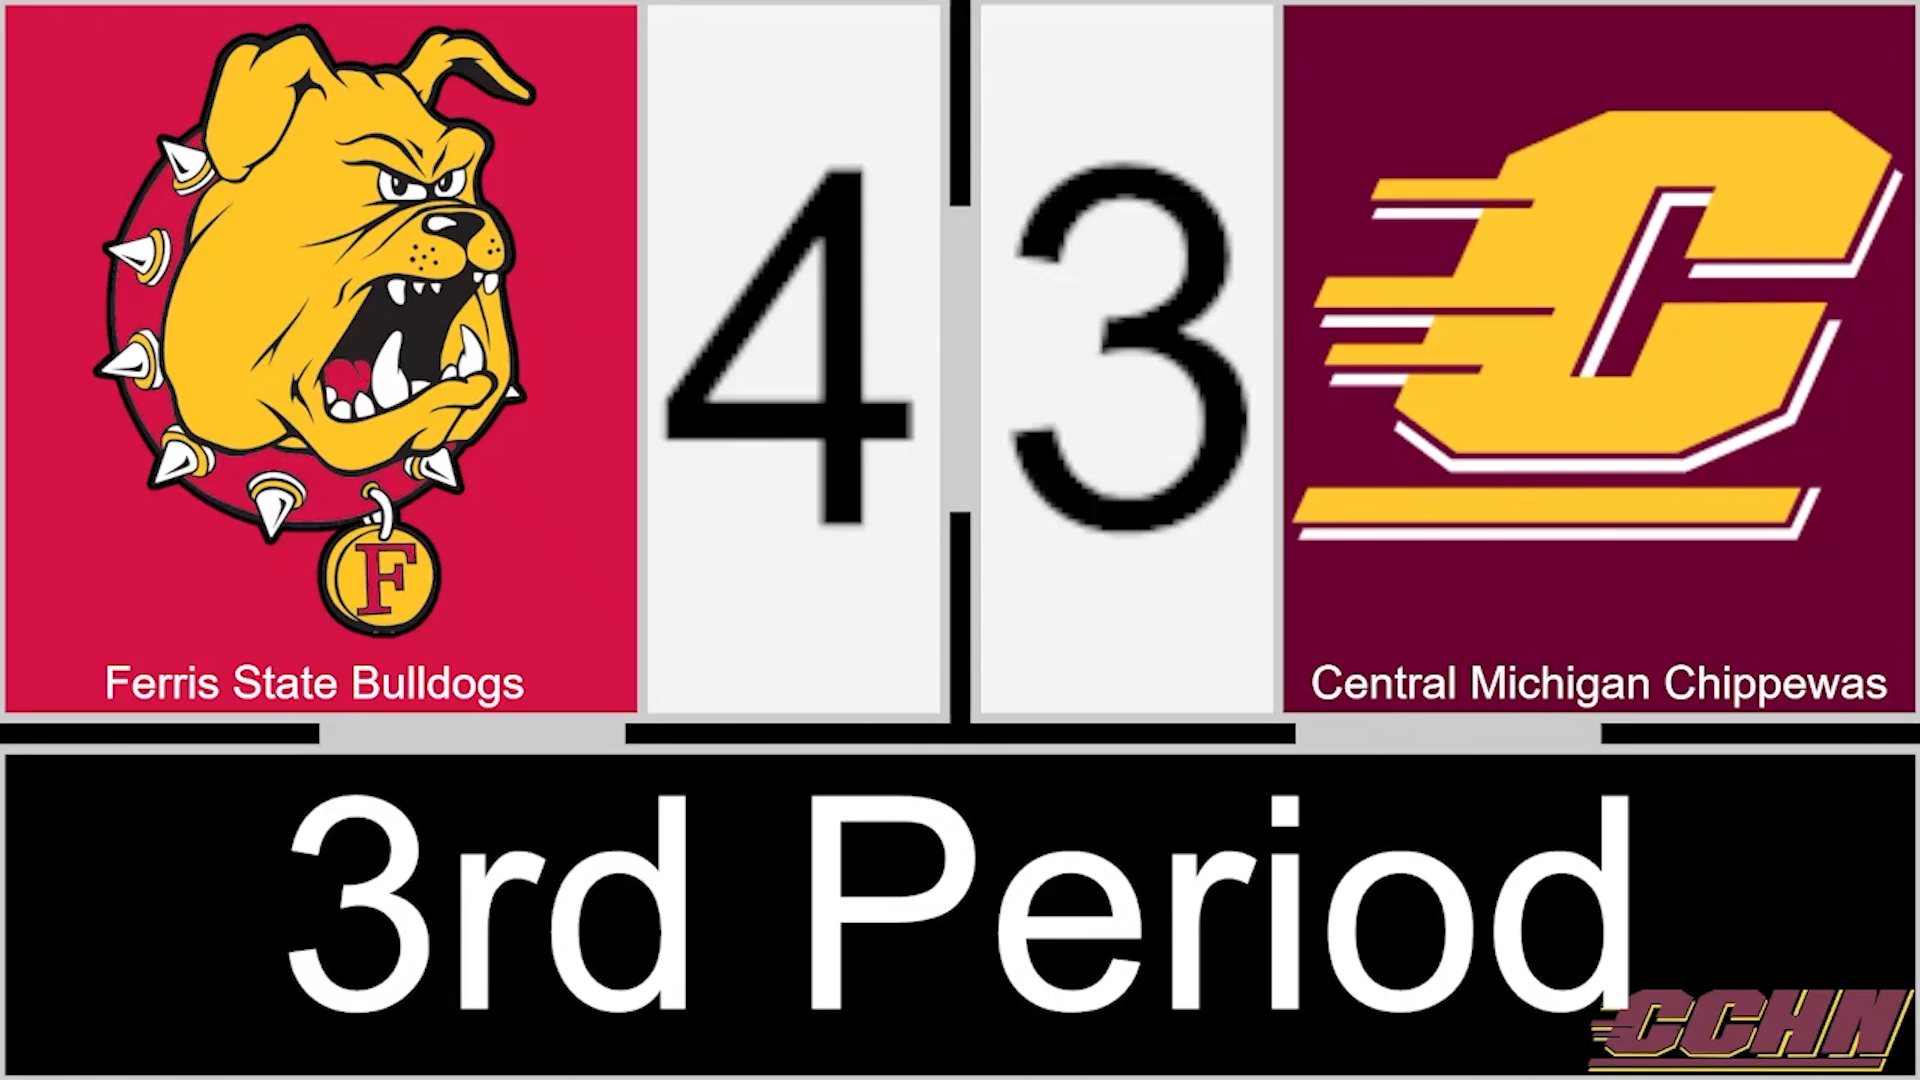 F
4
3
C
Ferris State Bulldogs
Central Michigan Chippewas
3rd Period
CCHN